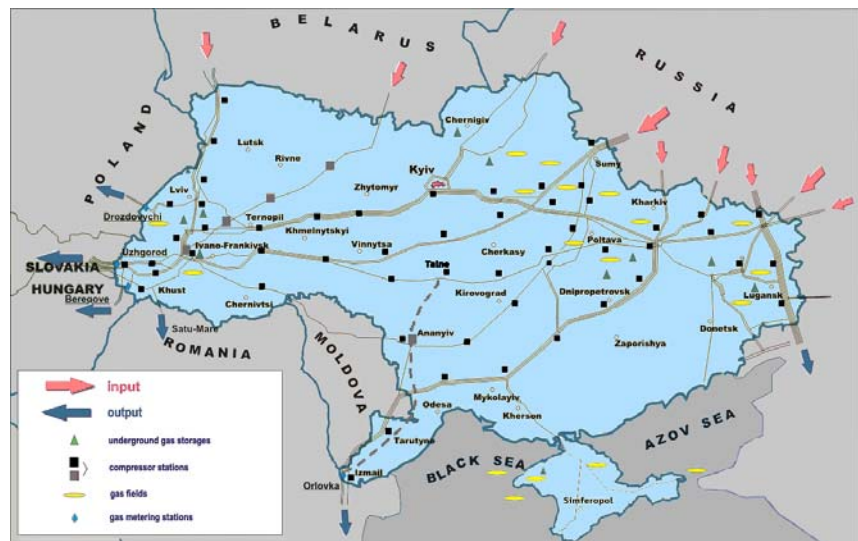 BELARUS
RUSSIA
POLAND
Chernigiv
Lutsk
Rivne
Kyiv
Sumy
Zhytomyr
Lviv
Kharkiv
Drozdovychi
Ternopil
Khmelnytskyi
Vinnytsa
Poltava
Uzhgorod
Ivano-Frankivsk
Cherkasy
SLOVAKIA
Talne
HUNGARY
Khust
Beregove
Chernivtsi
Kirovograd
Dnipropetrovsk
Lugansk
Satu-Mare
ROMANIA
MOLDOVA
Ananyiv
Donetsk
Zaporishya
input
output
underground gas storages
compressor stations
gas fields
gas metering stations
Odesa
Mykolayiv
Kherson
Tarutyno
AZOV SEA
BLACK SEA
Izmail
Orlovka
Simferopol